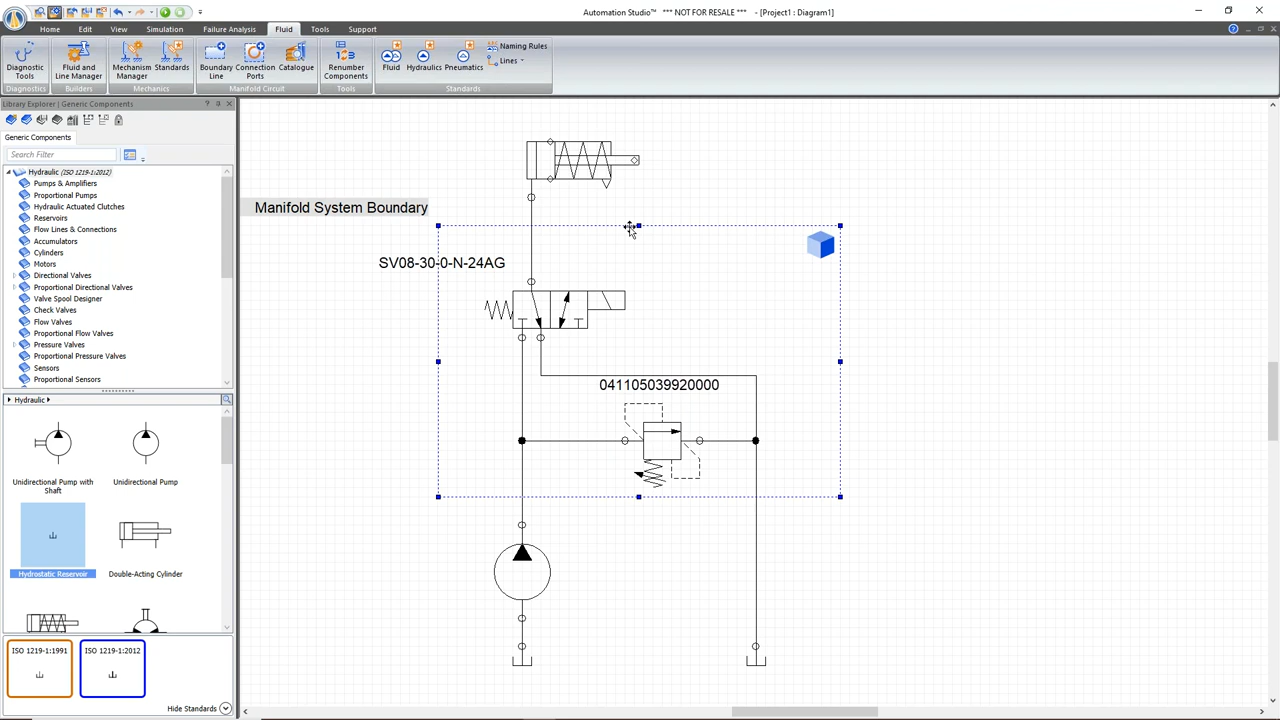 Automation Studio™ *** NOT FOR RESALE *** - [Project1 : Diagram1]
Home Edit View Simulation Failure Analysis Fluid Tools Support
Diagnostic Tools
Fluid and Line Manager
Mechanism Manager
Standards
Boundary Line
Connection Ports
Catalogue
Renumber Components
Fluid
Hydraulics
Pneumatics
Naming Rules
Lines
Diagnostics Builders Mechanics Manifold Circuit Tools Standards
Library Explorer | Generic Components
Generic Components
Search Filter
Hydraulic (ISO 1219-1:2012)
Pumps & Amplifiers
Proportional Pumps
Hydraulic Actuated Clutches
Reservoirs
Flow Lines & Connections
Accumulators
Cylinders
Motors
Directional Valves
Proportional Directional Valves
Valve Spool Designer
Check Valves
Flow Valves
Proportional Flow Valves
Pressure Valves
Proportional Pressure Valves
Sensors
Proportional Sensors
Hydraulic
Unidirectional Pump with Shaft
Unidirectional Pump
Hydrostatic Reservoir
Double-Acting Cylinder
ISO 1219-1:1991
ISO 1219-1:2012
Hide Standards
Manifold System Boundary
SV08-30-0-N-24AG
041105039920000